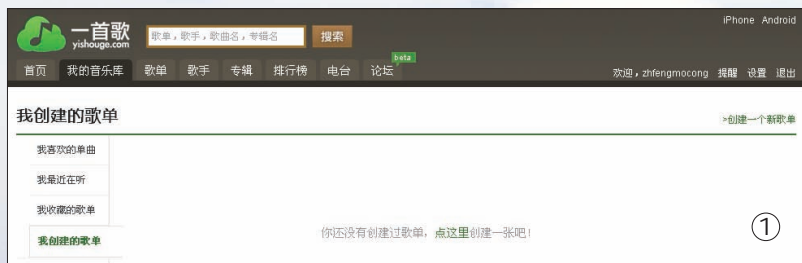 iPhone Android
一首歌
yishouge.com
歌单，歌手，歌曲名，专辑名
搜索
beta
首页 我的音乐库 歌单 歌手 专辑 排行榜 电台 论坛
欢迎，zhfengmocong 提醒 设置 退出
我创建的歌单
>创建一个新歌单
我喜欢的单曲
我最近在听
我收藏的歌单
我创建的歌单
你还没有创建过歌单，点这里创建一张吧！
①